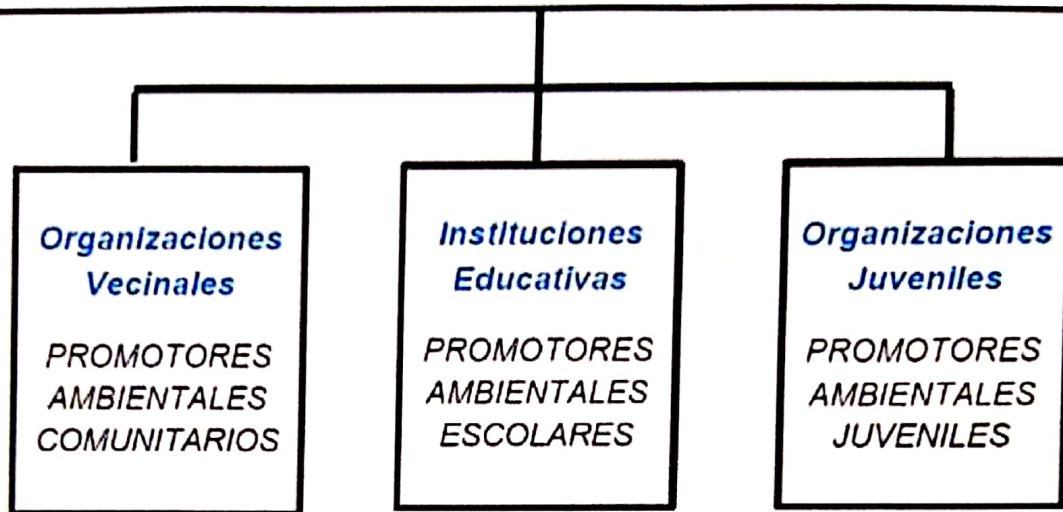 Organizaciones
Vecinales
PROMOTORES
AMBIENTALES
COMUNITARIOS
Instituciones
Educativas
PROMOTORES
AMBIENTALES
ESCOLARES
Organizaciones
Juveniles
PROMOTORES
AMBIENTALES
JUVENILES